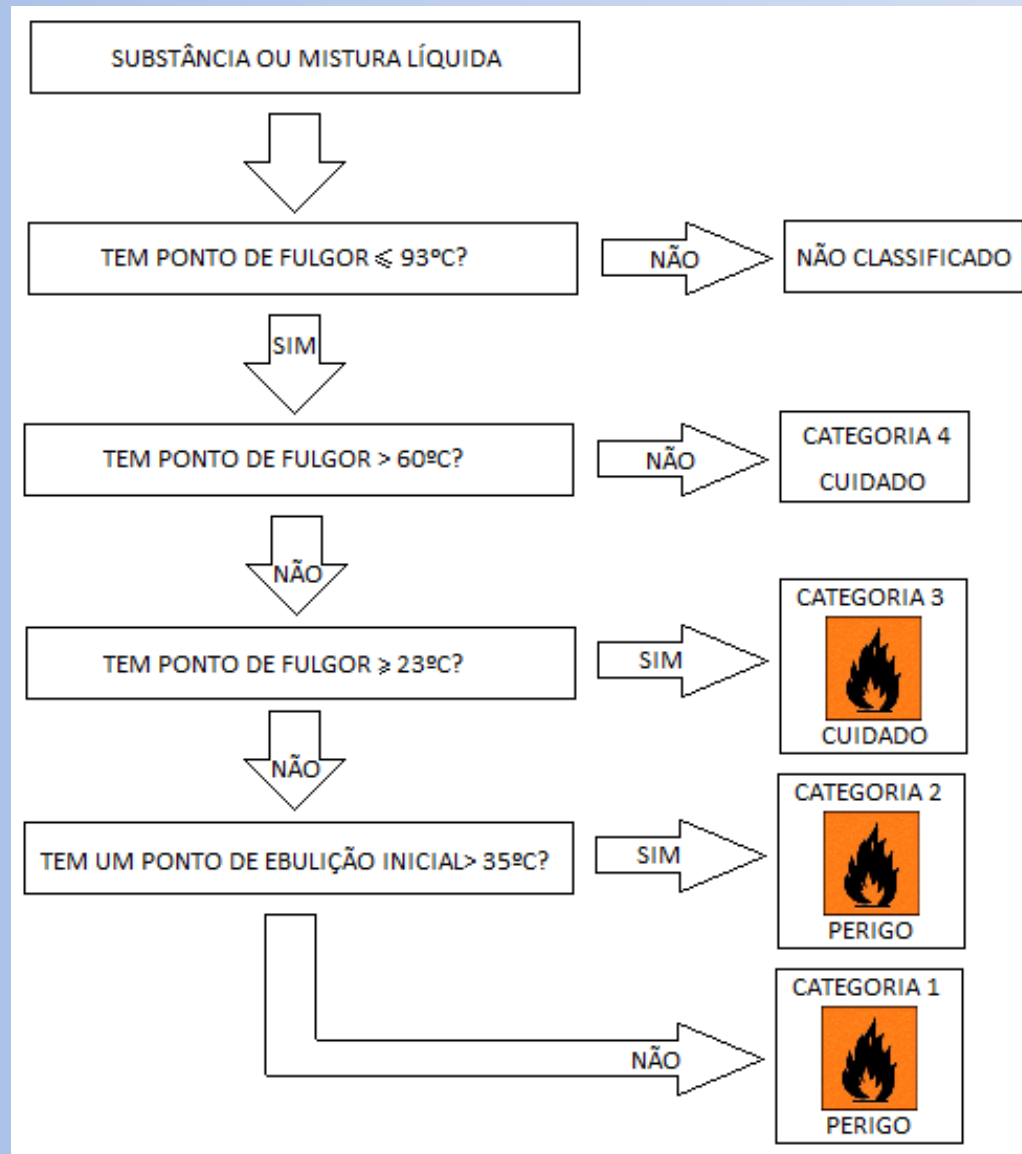 SUBSTÂNCIA OU MISTURA LÍQUIDA
TEM PONTO DE FULGOR ⩽ 93ºC?
NÃO
NÃO CLASSIFICADO
SIM
TEM PONTO DE FULGOR > 60ºC?
NÃO
CATEGORIA 4
CUIDADO
NÃO
TEM PONTO DE FULGOR ⩾ 23ºC?
SIM
CATEGORIA 3
CUIDADO
NÃO
TEM UM PONTO DE EBULIÇÃO INICIAL> 35ºC?
SIM
CATEGORIA 2
PERIGO
NÃO
CATEGORIA 1
PERIGO